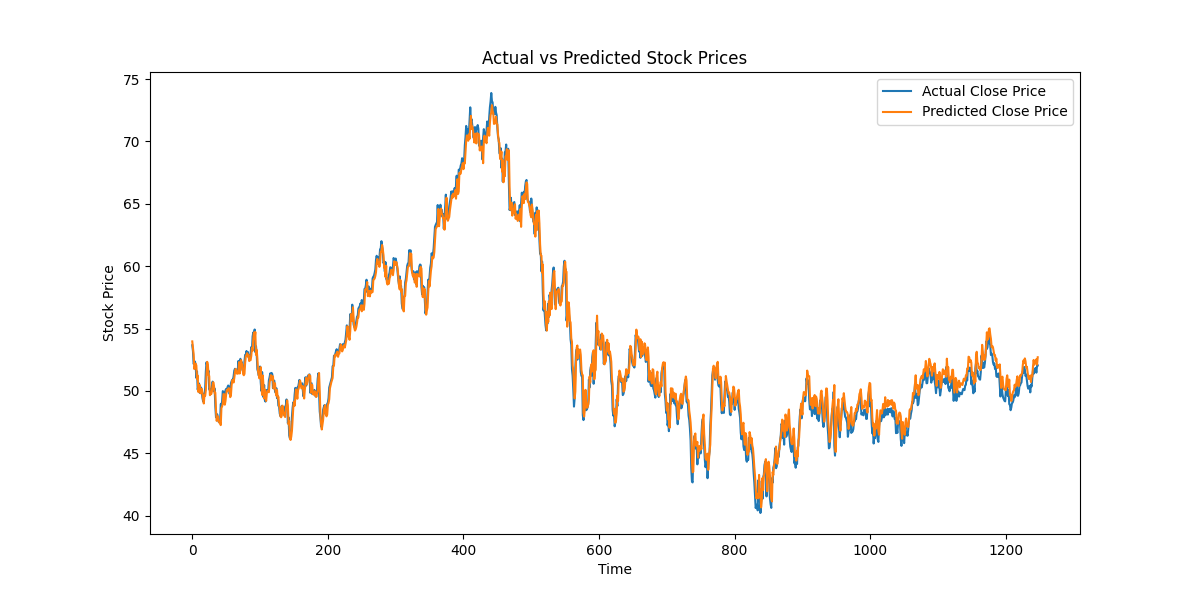 Actual vs Predicted Stock Prices
Actual Close Price
Predicted Close Price
Stock Price
75
70
65
60
55
50
45
40
0 200 400 600 800 1000 1200
Time